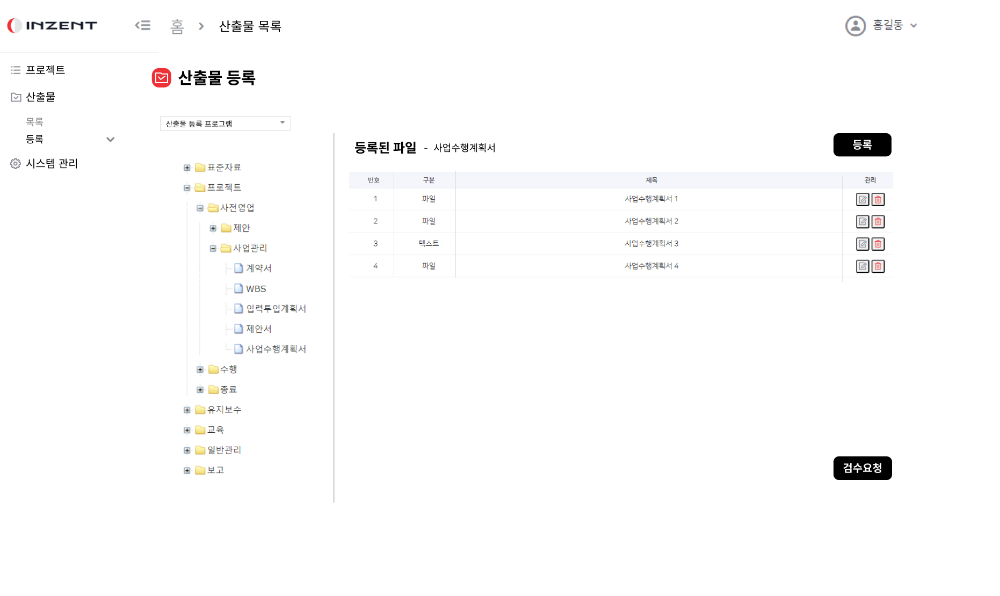 INZENT
홈 > 산출물 목록
홍길동
프로젝트
산출물
목록
등록
시스템 관리
산출물 등록
산출물 등록 프로그램
표준자료
프로젝트
사전영업
제안
사업관리
계약서
WBS
입력투입계획서
제안서
사업수행계획서
수행
종료
유지보수
교육
일반관리
보고
등록된 파일 - 사업수행계획서
등록
번호 구분 제목 관리
1 파일 사업수행계획서 1
2 파일 사업수행계획서 2
3 텍스트 사업수행계획서 3
4 파일 사업수행계획서 4
검수요청